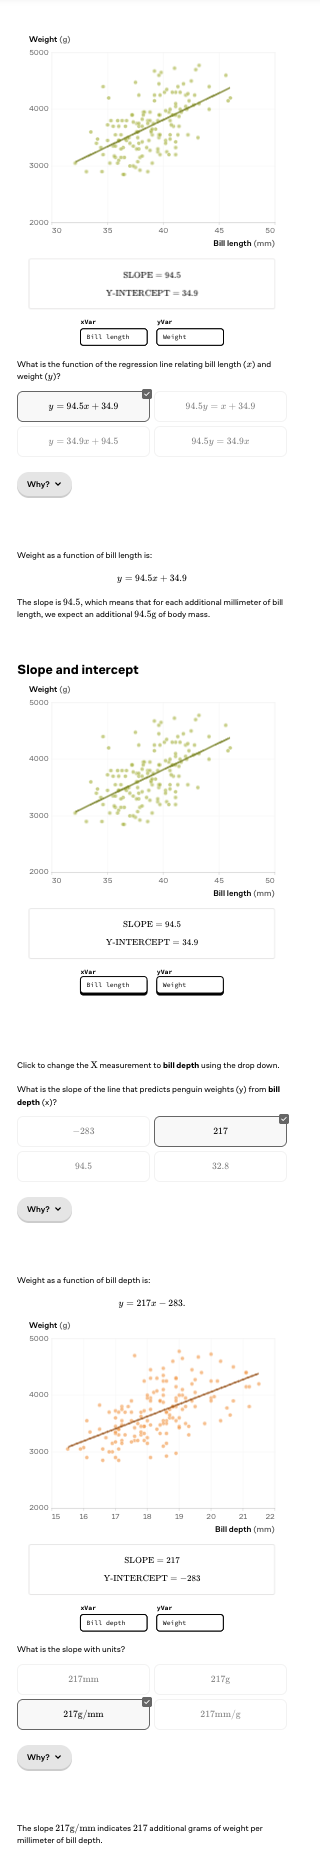 Weight (g)
5000
4000
3000
2000
30 35 40 45 50
Bill length (mm)
SLOPE = 94.5
Y-INTERCEPT = 34.9
xVar yVar
Bill length Weight
What is the function of the regression line relating bill length (x) and
weight (y)?
y = 94.5x + 34.9 94.5y = x + 34.9
y = 34.9x + 94.5 94.5y = 34.9x
Why?
Weight as a function of bill length is:
y = 94.5x + 34.9
The slope is 94.5, which means that for each additional millimeter of bill
length, we expect an additional 94.5g of body mass.
Slope and intercept
Weight (g)
5000
4000
3000
2000
30 35 40 45 50
Bill length (mm)
SLOPE = 94.5
Y-INTERCEPT = 34.9
xVar yVar
Bill length Weight
Click to change the X measurement to bill depth using the drop down.
What is the slope of the line that predicts penguin weights (y) from bill
depth (x)?
−283 217
94.5 32.8
Why?
Weight as a function of bill depth is:
y = 217x − 283.
Weight (g)
5000
4000
3000
2000
15 16 17 18 19 20 21 22
Bill depth (mm)
SLOPE = 217
Y-INTERCEPT = −283
xVar yVar
Bill depth Weight
What is the slope with units?
217mm 217g
217g/mm 217mm/g
Why?
The slope 217g/mm indicates 217 additional grams of weight per
millimeter of bill depth.